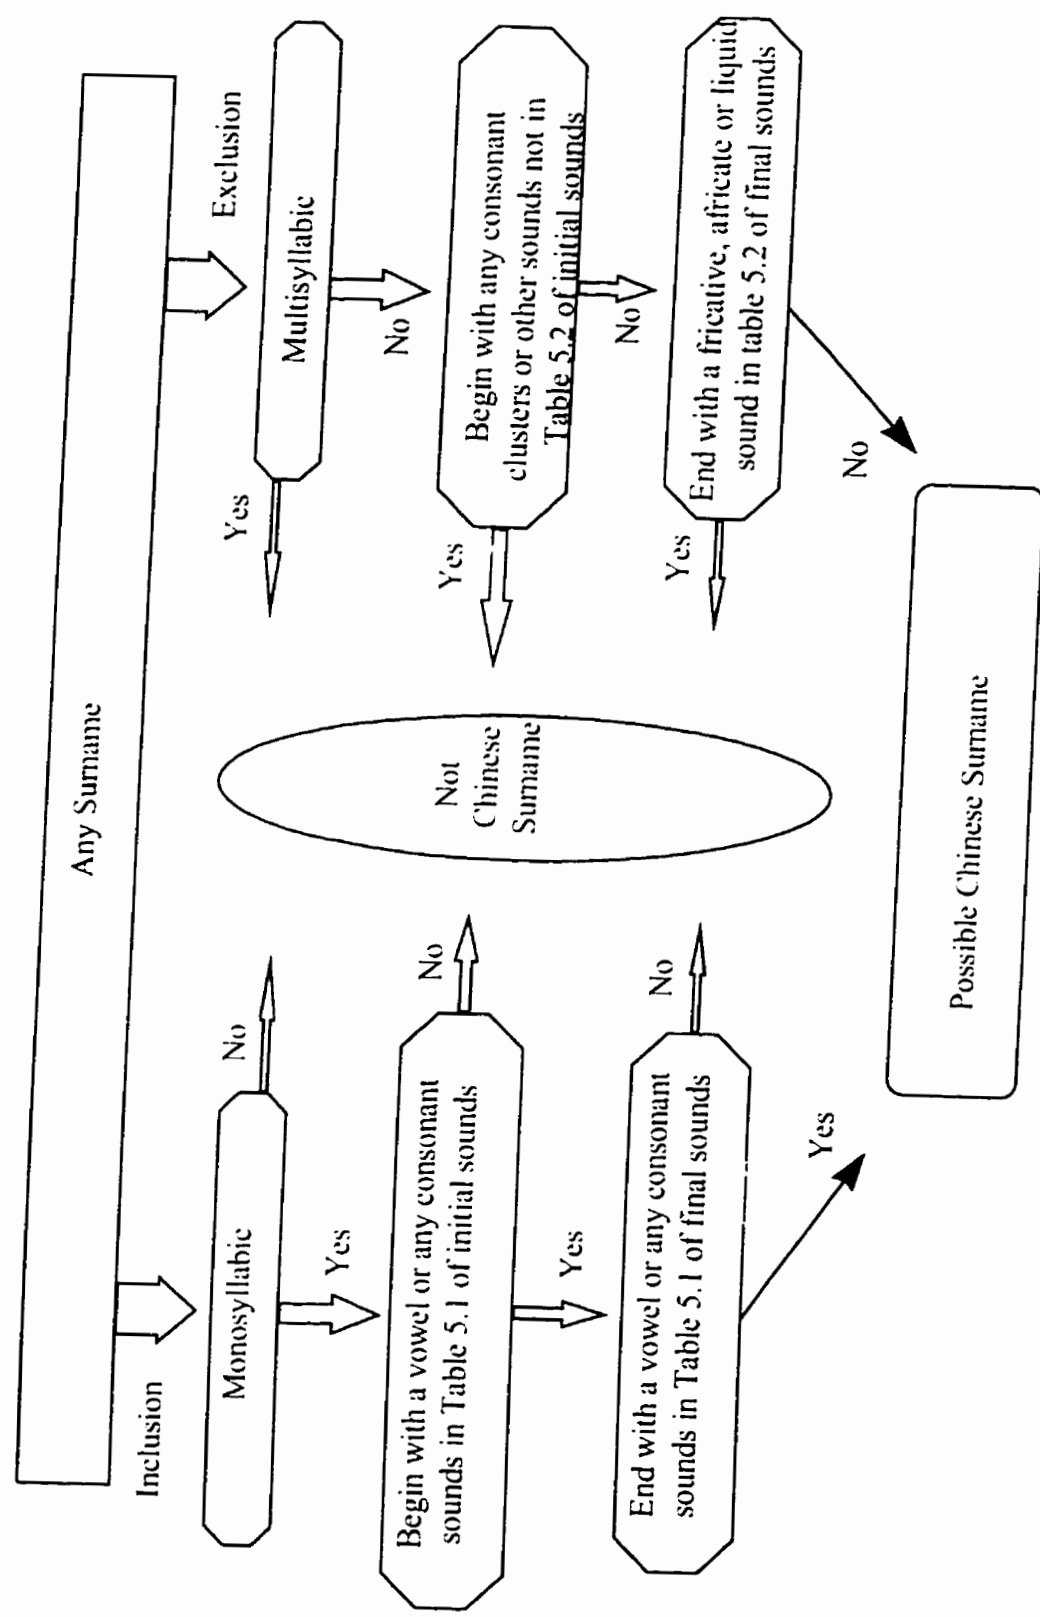 Any Surname
Inclusion
Exclusion
Monosyllabic
No
Yes
Multisyllabic
Yes
No
Begin with a vowel or any consonant
sounds in Table 5.1 of initial sounds
No
Yes
Not
Chinese
Surname
Begin with any consonant
clusters or other sounds not in
Table 5.2 of initial sounds
Yes
No
End with a vowel or any consonant
sounds in Table 5.1 of final sounds
No
Yes
End with a fricative, africate or liquid
sound in table 5.2 of final sounds
Yes
No
Possible Chinese Surname